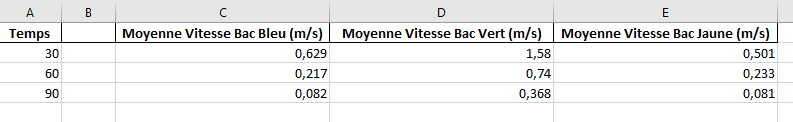 A B C D E
Temps Moyenne Vitesse Bac Bleu (m/s) Moyenne Vitesse Bac Vert (m/s) Moyenne Vitesse Bac Jaune (m/s)
30 0,629 1,58 0,501
60 0,217 0,74 0,233
90 0,082 0,368 0,081